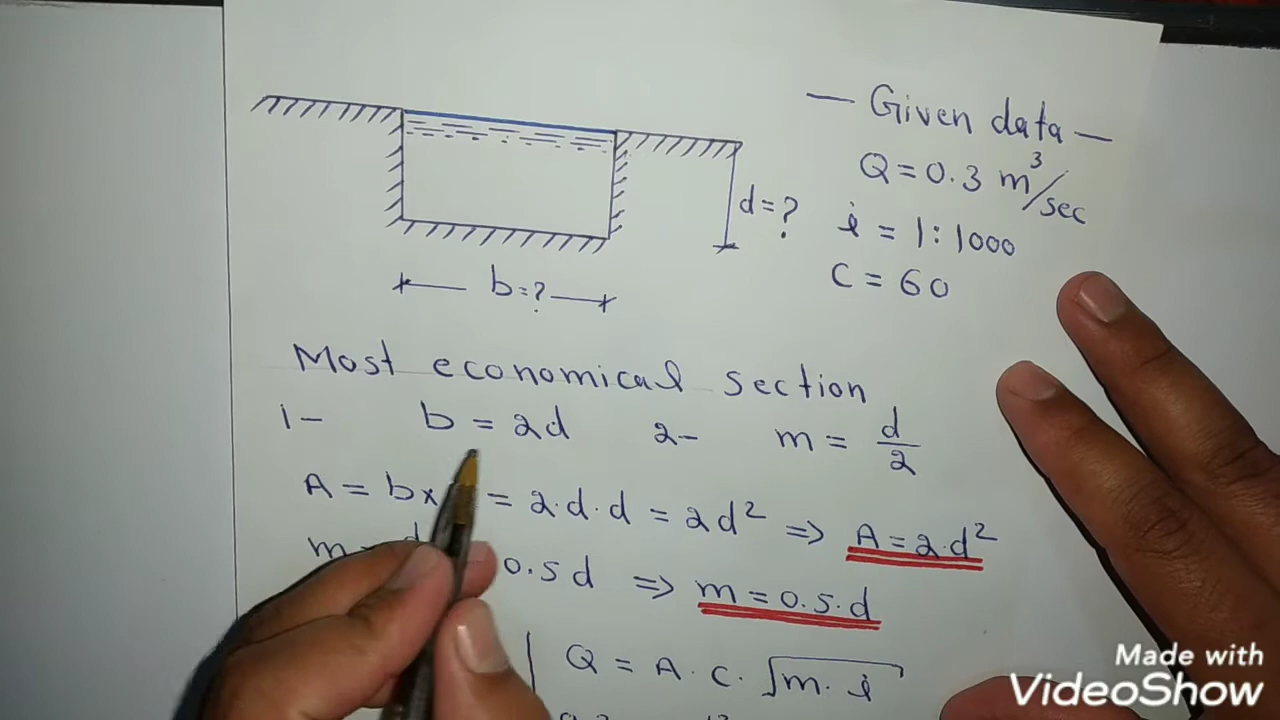 — Given data —
Q = 0.3 m³/sec
i = 1:1000
C = 60
d = ?
b = ?
Most economical section
1- b = 2d 2- m = d/2
A = b× = 2·d·d = 2d² ⇒ A = 2·d²
m = 0.5d ⇒ m = 0.5·d
Q = A·C·√m·i
Made with
VideoShow